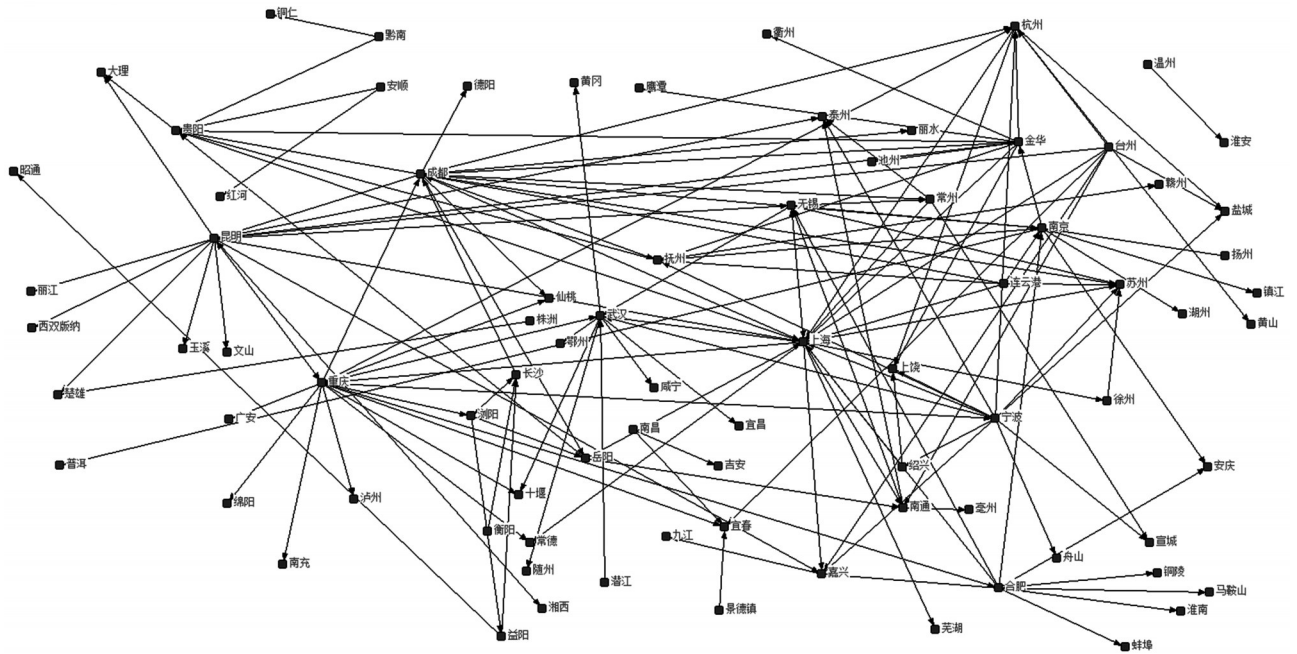 铜仁
杭州
衢州
黔南
温州
大理
黄冈
德阳
安顺
鹰潭
泰州
贵阳
丽水
金华
淮安
台州
池州
昭通
成都
赣州
红河
常州
无锡
盐城
南京
昆明
扬州
抚州
连云港
苏州
丽江
镇江
仙桃
湖州
武汉
株洲
黄山
西双版纳
上海
鄂州
玉溪
文山
上饶
长沙
重庆
咸宁
楚雄
徐州
浏阳
广安
宁波
宜昌
南昌
岳阳
普洱
吉安
绍兴
安庆
十堰
泸州
绵阳
南通
亳州
宜春
衡阳
九江
常德
宣城
舟山
南充
随州
嘉兴
铜陵
潜江
合肥
马鞍山
湘西
景德镇
淮南
芜湖
益阳
蚌埠